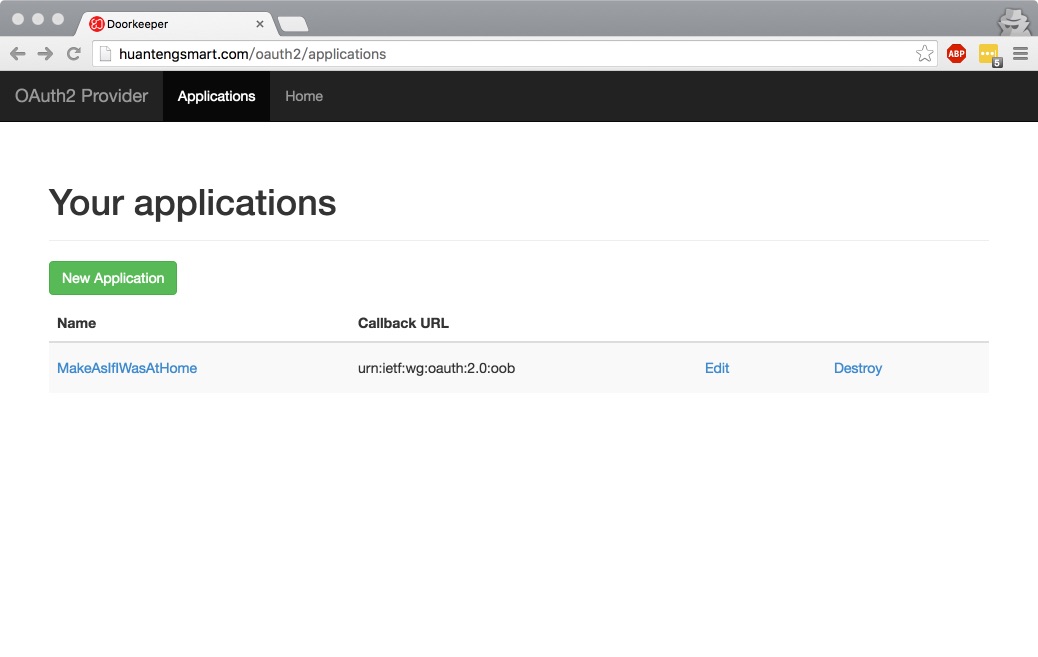 Doorkeeper
huantengsmart.com/oauth2/applications
ABP
5
OAuth2 Provider Applications Home
Your applications
New Application
Name Callback URL
MakeAsIfIWasAtHome urn:ietf:wg:oauth:2.0:oob Edit Destroy